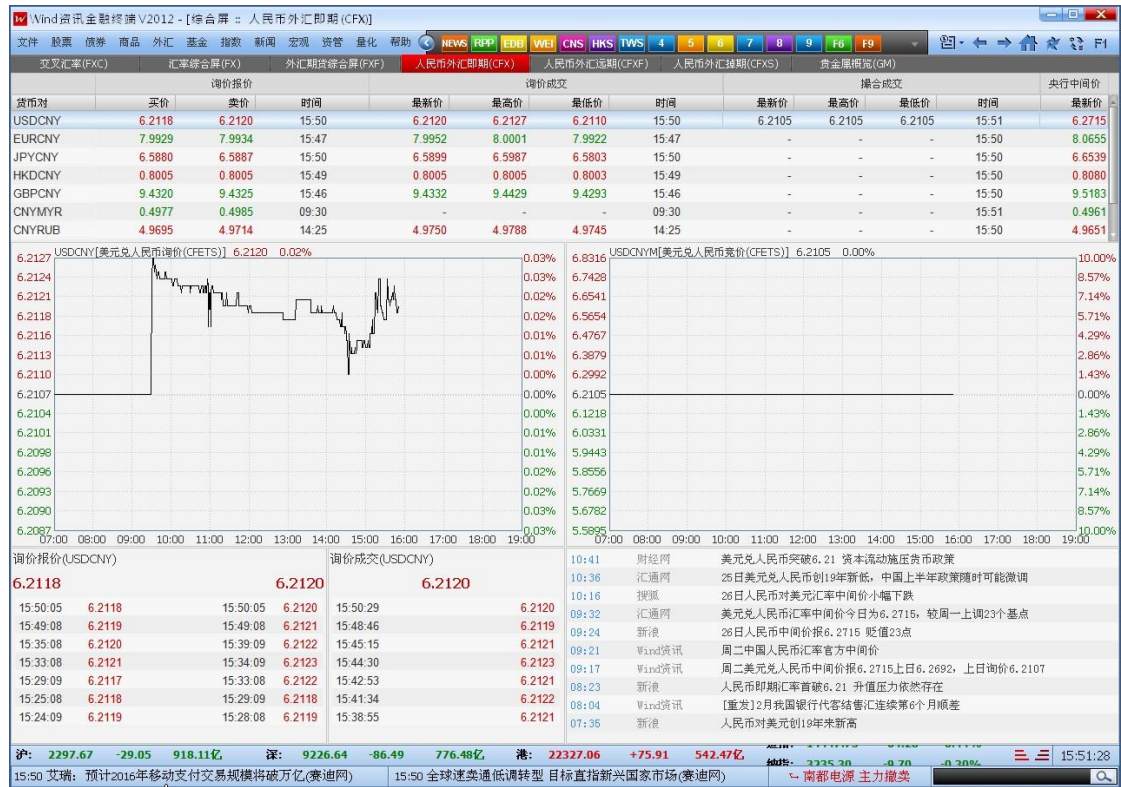 Wind资讯金融终端V2012 - [综合屏 :: 人民币外汇即期(CFX)]
文件 股票 债券 商品 外汇 基金 指数 新闻 宏观 资管 量化 帮助 NEWS RPP EDB WEI CNS HKS TWS 4 5 6 7 8 9 F6 F9 F1
交叉汇率(FXC) 汇率综合屏(FX) 外汇期货综合屏(FXF) 人民币外汇即期(CFX) 人民币外汇远期(CFXF) 人民币外汇掉期(CFXS) 贵金属概览(GM)
询价报价 询价成交 撮合成交 央行中间价
货币对 买价 卖价 时间 最新价 最高价 最低价 时间 最新价 最高价 最低价 时间 最新价
USDCNY 6.2118 6.2120 15:50 6.2120 6.2127 6.2110 15:50 6.2105 6.2105 6.2105 15:51 6.2715
EURCNY 7.9929 7.9934 15:47 7.9952 8.0001 7.9922 15:47 - - - 15:50 8.0655
JPYCNY 6.5880 6.5887 15:50 6.5899 6.5987 6.5803 15:50 - - - 15:50 6.6539
HKDCNY 0.8005 0.8005 15:49 0.8005 0.8005 0.8003 15:49 - - - 15:50 0.8080
GBPCNY 9.4320 9.4325 15:46 9.4332 9.4429 9.4293 15:46 - - - 15:50 9.5183
CNYMYR 0.4977 0.4985 09:30 - - - 09:30 - - - 15:51 0.4961
CNYRUB 4.9695 4.9714 14:25 4.9750 4.9788 4.9745 14:25 - - - 15:50 4.9651
USDCNY[美元兑人民币询价(CFETS)] 6.2120 0.02%
6.2127 0.03%
6.2124 0.03%
6.2121 0.02%
6.2118 0.02%
6.2116 0.01%
6.2113 0.01%
6.2110 0.00%
6.2107 0.00%
6.2104 0.00%
6.2101 0.01%
6.2098 0.01%
6.2096 0.02%
6.2093 0.02%
6.2090 0.03%
6.2087 0.03%
07:00 08:00 09:00 10:00 11:00 12:00 13:00 14:00 15:00 16:00 17:00 18:00 19:00
USDCNYM[美元兑人民币竞价(CFETS)] 6.2105 0.00%
6.8316 10.00%
6.7428 8.57%
6.6541 7.14%
6.5654 5.71%
6.4767 4.29%
6.3879 2.86%
6.2992 1.43%
6.2105 0.00%
6.1218 1.43%
6.0331 2.86%
5.9443 4.29%
5.8556 5.71%
5.7669 7.14%
5.6782 8.57%
5.5895 10.00%
07:00 08:00 09:00 10:00 11:00 12:00 13:00 14:00 15:00 16:00 17:00 18:00 19:00
询价报价(USDCNY)
6.2118 6.2120
15:50:05 6.2118 15:50:05 6.2120
15:49:08 6.2119 15:49:08 6.2121
15:35:08 6.2120 15:39:09 6.2122
15:33:08 6.2121 15:34:09 6.2123
15:29:09 6.2117 15:33:08 6.2122
15:25:08 6.2118 15:29:09 6.2118
15:24:09 6.2119 15:28:08 6.2119
询价成交(USDCNY)
6.2120
15:50:29 6.2120
15:48:46 6.2119
15:45:15 6.2121
15:44:30 6.2123
15:42:53 6.2121
15:41:34 6.2122
15:38:55 6.2121
10:41 财经网 美元兑人民币突破6.21 资本流动施压货币政策
10:36 汇通网 25日美元兑人民币创19年新低，中国上半年政策随时可能微调
10:16 搜狐 26日人民币对美元汇率中间价小幅下跌
09:32 汇通网 美元兑人民币汇率中间价今日为6.2715，较周一上调23个基点
09:24 新浪 26日人民币中间价报6.2715 贬值23点
09:21 Wind资讯 周二中国人民币汇率官方中间价
09:17 Wind资讯 周二美元兑人民币中间价报6.2715上日6.2692，上日询价6.2107
08:23 新浪 人民币即期汇率首破6.21 升值压力依然存在
08:04 Wind资讯 [重发]2月我国银行代客结售汇连续第6个月顺差
07:35 新浪 人民币对美元创19年来新高
沪: 2297.67 -29.05 918.11亿 深: 9226.64 -86.49 776.48亿 港: 22327.06 +75.91 542.47亿 纳指: 3235.30 -9.70 -0.30% 15:51:28
15:50 艾瑞：预计2016年移动支付交易规模将破万亿(赛迪网) 15:50 全球速卖通低调转型 目标直指新兴国家市场(赛迪网) 南都电源 主力撤卖